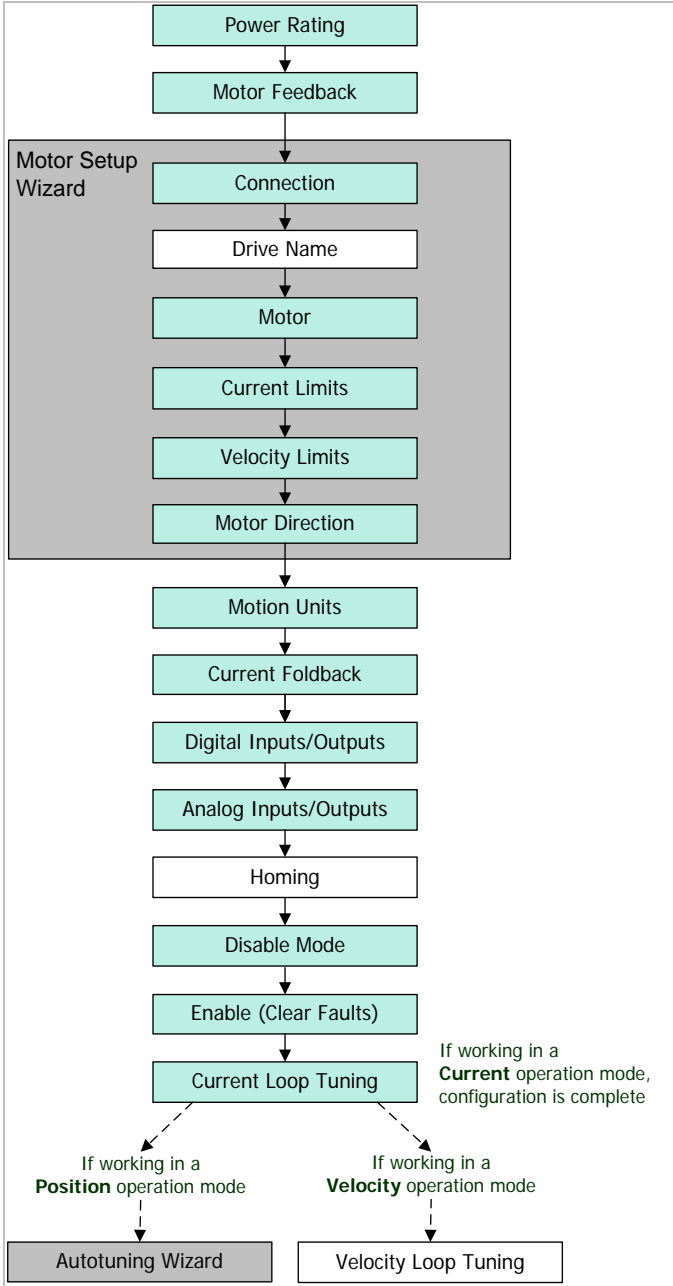 Power Rating
Motor Feedback
Motor Setup
Wizard
Connection
Drive Name
Motor
Current Limits
Velocity Limits
Motor Direction
Motion Units
Current Foldback
Digital Inputs/Outputs
Analog Inputs/Outputs
Homing
Disable Mode
Enable (Clear Faults)
Current Loop Tuning
If working in a
Current operation mode,
configuration is complete
If working in a
Position operation mode
If working in a
Velocity operation mode
Autotuning Wizard
Velocity Loop Tuning